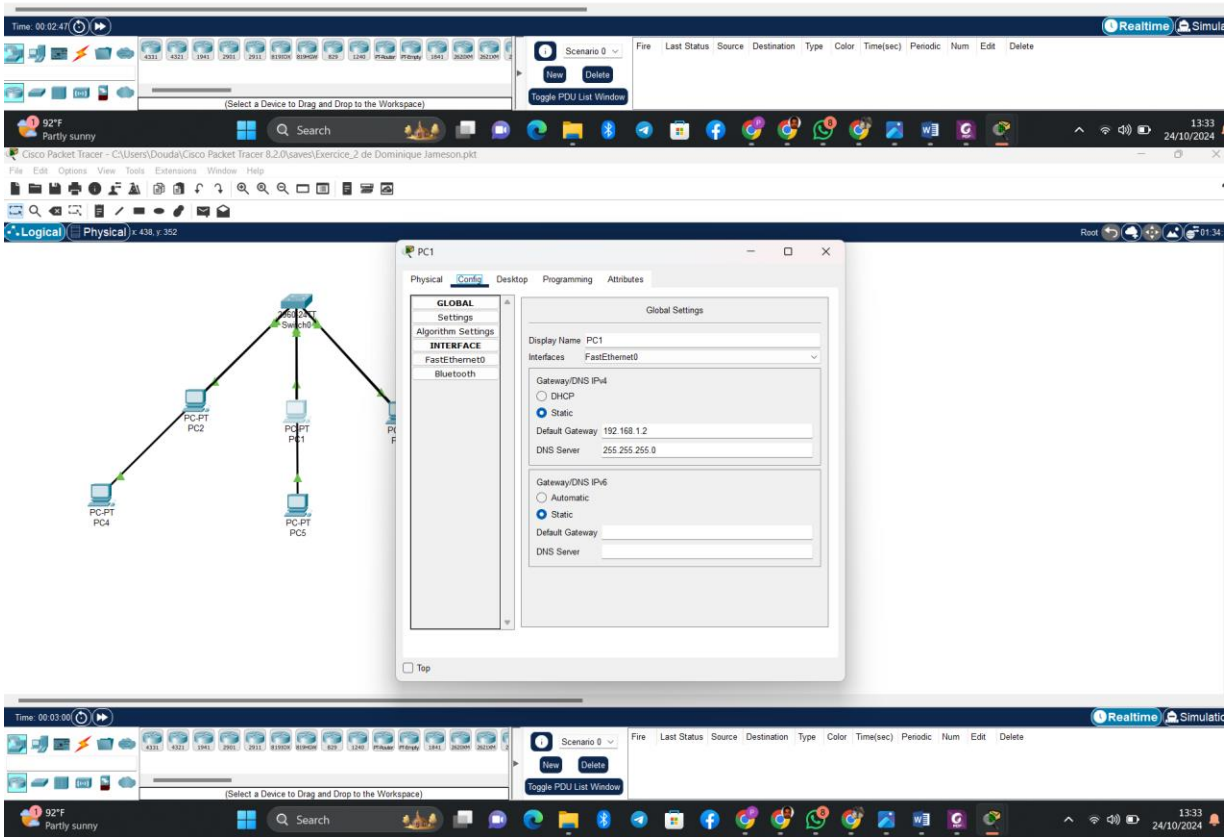 Time: 00:02:47
Realtime Simula
4331 4321 1941 2901 2911 819IOX 819HGW 829 1240 PT-Router PT-Empty 1841 2620XM 2621XM
Scenario 0
Fire Last Status Source Destination Type Color Time(sec) Periodic Num Edit Delete
New Delete
Toggle PDU List Window
(Select a Device to Drag and Drop to the Workspace)
92°F
Partly sunny
Search
13:33
24/10/2024
Cisco Packet Tracer - C:\Users\Douda\Cisco Packet Tracer 8.2.0\saves\Exercice_2 de Dominique Jameson.pkt
File Edit Options View Tools Extensions Window Help
Logical Physical x: 438, y: 352
Root 01:34:
PC1
Physical Config Desktop Programming Attributes
GLOBAL
Settings
Algorithm Settings
INTERFACE
FastEthernet0
Bluetooth
Global Settings
Display Name PC1
Interfaces FastEthernet0
Gateway/DNS IPv4
DHCP
Static
Default Gateway 192.168.1.2
DNS Server 255.255.255.0
Gateway/DNS IPv6
Automatic
Static
Default Gateway
DNS Server
Top
2960-24TT
Switch0
PC-PT
PC2
PC-PT
PC1
PC-PT
PC4
PC-PT
PC5
Time: 00:03:00
Realtime Simulatio
4331 4321 1941 2901 2911 819IOX 819HGW 829 1240 PT-Router PT-Empty 1841 2620XM 2621XM
Scenario 0
Fire Last Status Source Destination Type Color Time(sec) Periodic Num Edit Delete
New Delete
Toggle PDU List Window
(Select a Device to Drag and Drop to the Workspace)
92°F
Partly sunny
Search
13:33
24/10/2024